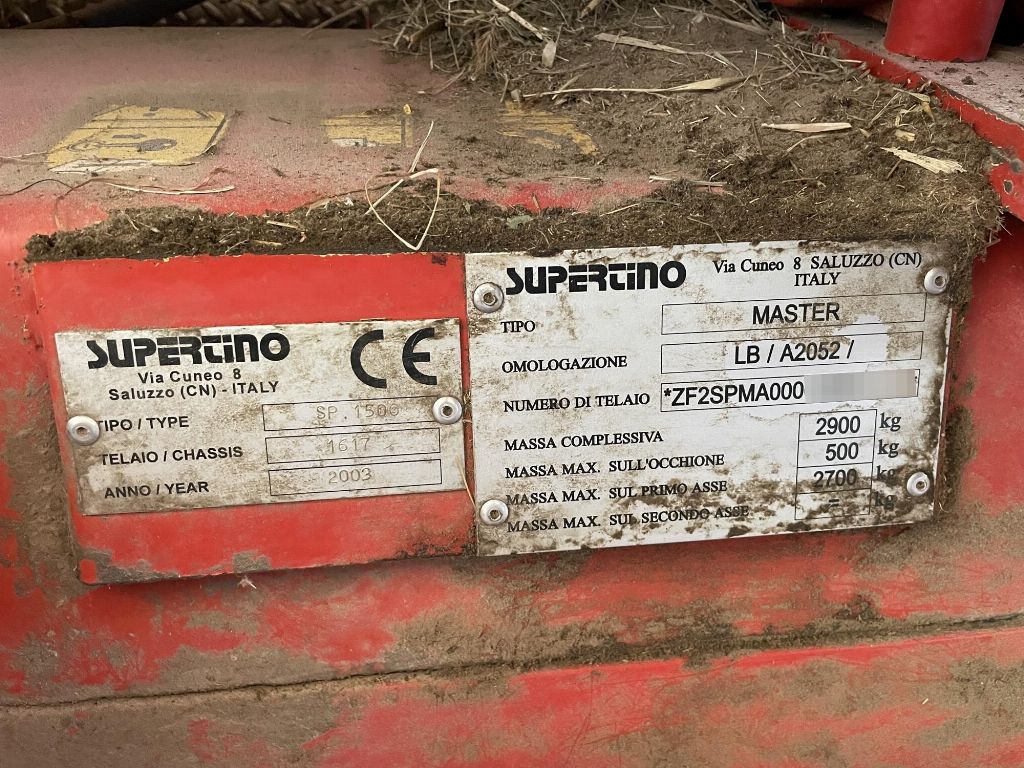 SUPERTINO
Via Cuneo 8
Saluzzo (CN) - ITALY
CE
TIPO / TYPE SP.1500
TELAIO / CHASSIS 1617
ANNO / YEAR 2003
SUPERTINO Via Cuneo 8 SALUZZO (CN)
ITALY
TIPO MASTER
OMOLOGAZIONE LB / A2052 /
NUMERO DI TELAIO *ZF2SPMA000
MASSA COMPLESSIVA 2900 kg
MASSA MAX. SULL'OCCHIONE 500 kg
MASSA MAX. SUL PRIMO ASSE 2700 kg
MASSA MAX. SUL SECONDO ASSE = kg